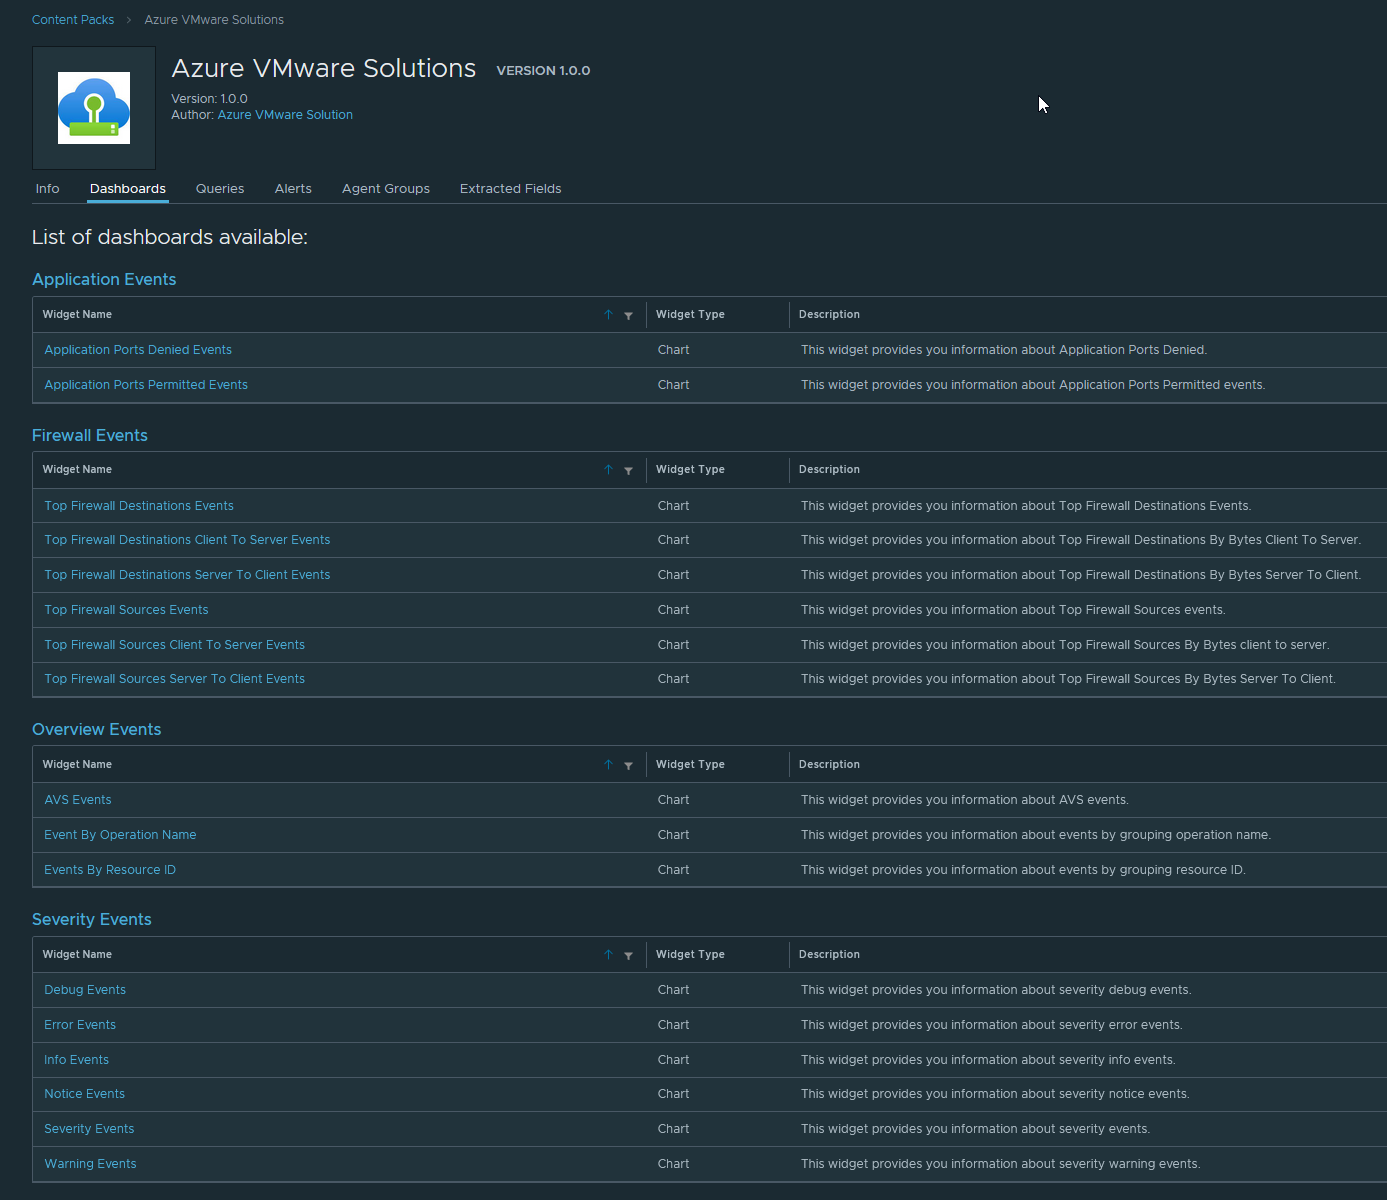 Content Packs > Azure VMware Solutions
Azure VMware Solutions VERSION 1.0.0
Version: 1.0.0
Author: Azure VMware Solution
Info Dashboards Queries Alerts Agent Groups Extracted Fields
List of dashboards available:
Application Events
Widget Name Widget Type Description
Application Ports Denied Events Chart This widget provides you information about Application Ports Denied.
Application Ports Permitted Events Chart This widget provides you information about Application Ports Permitted events.
Firewall Events
Widget Name Widget Type Description
Top Firewall Destinations Events Chart This widget provides you information about Top Firewall Destinations Events.
Top Firewall Destinations Client To Server Events Chart This widget provides you information about Top Firewall Destinations By Bytes Client To Server.
Top Firewall Destinations Server To Client Events Chart This widget provides you information about Top Firewall Destinations By Bytes Server To Client.
Top Firewall Sources Events Chart This widget provides you information about Top Firewall Sources events.
Top Firewall Sources Client To Server Events Chart This widget provides you information about Top Firewall Sources By Bytes client to server.
Top Firewall Sources Server To Client Events Chart This widget provides you information about Top Firewall Sources By Bytes Server To Client.
Overview Events
Widget Name Widget Type Description
AVS Events Chart This widget provides you information about AVS events.
Event By Operation Name Chart This widget provides you information about events by grouping operation name.
Events By Resource ID Chart This widget provides you information about events by grouping resource ID.
Severity Events
Widget Name Widget Type Description
Debug Events Chart This widget provides you information about severity debug events.
Error Events Chart This widget provides you information about severity error events.
Info Events Chart This widget provides you information about severity info events.
Notice Events Chart This widget provides you information about severity notice events.
Severity Events Chart This widget provides you information about severity events.
Warning Events Chart This widget provides you information about severity warning events.